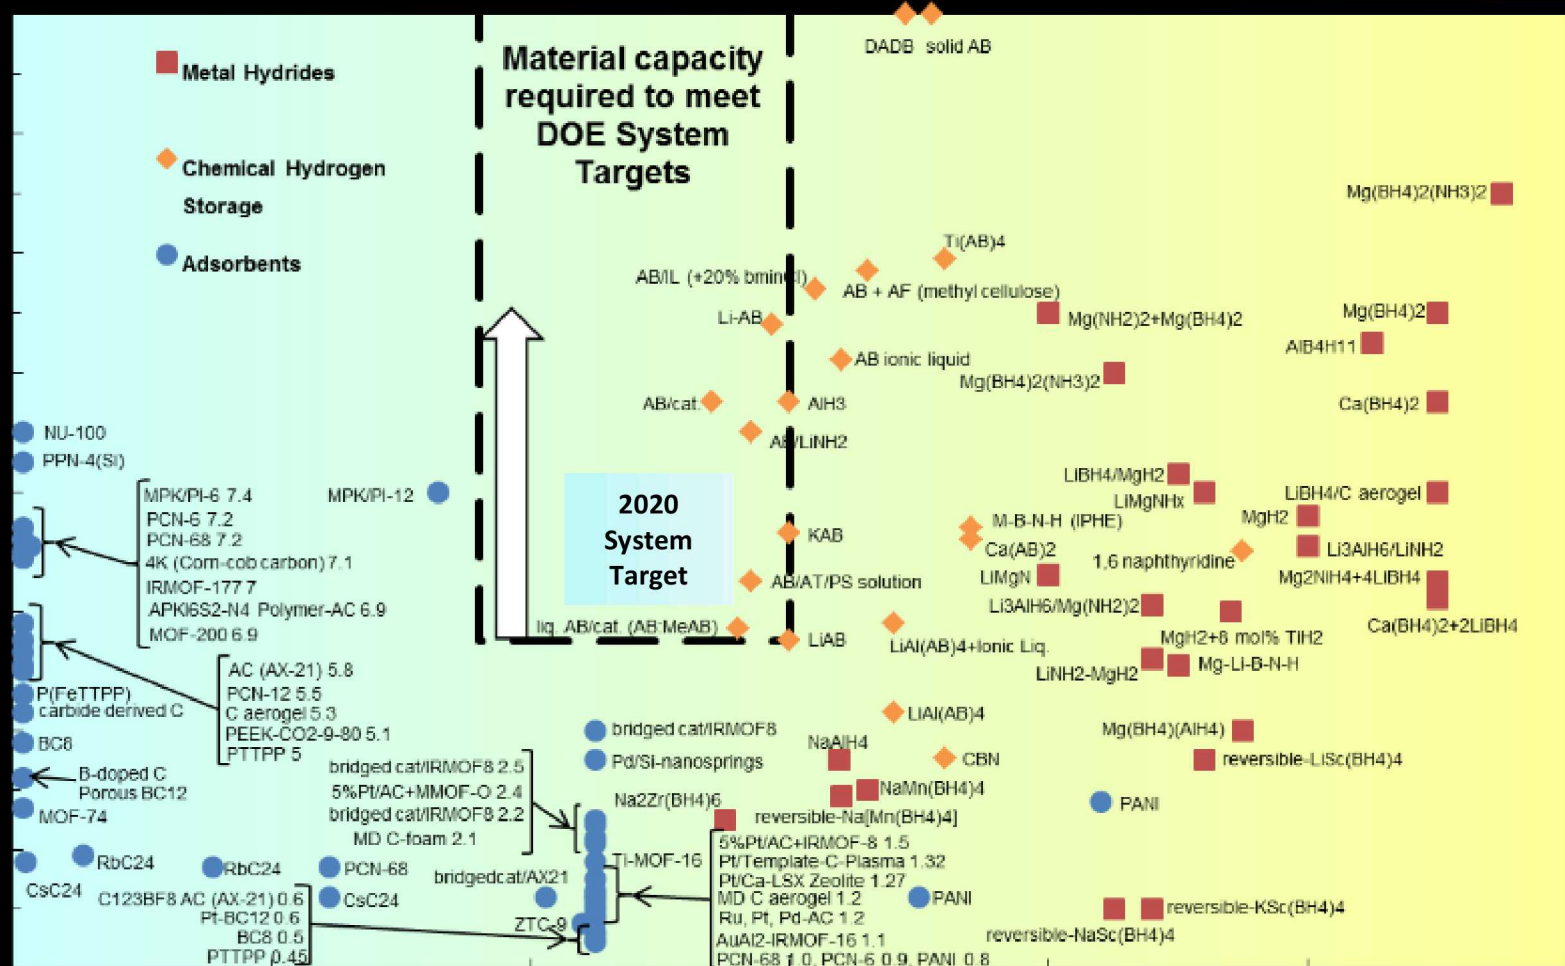 DADB solid AB
Metal Hydrides
Chemical Hydrogen
Storage
Adsorbents
Material capacity
required to meet
DOE System
Targets
Mg(BH4)2(NH3)2
Ti(AB)4
AB/IL (+20% bminCl)
AB + AF (methyl cellulose)
Li-AB
Mg(NH2)2+Mg(BH4)2
Mg(BH4)2
AlB4H11
AB ionic liquid
Mg(BH4)2(NH3)2
AB/cat.
AlH3
Ca(BH4)2
AB/LiNH2
NU-100
PPN-4(Si)
MPK/PI-6 7.4
PCN-6 7.2
PCN-68 7.2
4K (Corn-cob carbon) 7.1
IRMOF-177 7
APKI6S2-N4 Polymer-AC 6.9
MOF-200 6.9
MPK/PI-12
2020
System
Target
LiBH4/MgH2
LiMgNHx
LiBH4/C aerogel
M-B-N-H (IPHE)
MgH2
KAB
Ca(AB)2
1,6 naphthyridine
Li3AlH6/LiNH2
AB/AT/PS solution
LiMgN
Mg2NiH4+4LIBH4
Li3AlH6/Mg(NH2)2
liq. AB/cat. (AB:MeAB)
LiAB
LiAl(AB)4+Ionic Liq.
MgH2+8 mol% TIH2
Ca(BH4)2+2LiBH4
LiNH2-MgH2
Mg-Li-B-N-H
AC (AX-21) 5.8
PCN-12 5.5
C aerogel 5.3
PEEK-CO2-9-80 5.1
PTTPP 5
P(FeTTPP)
carbide derived C
BC8
B-doped C
Porous BC12
MOF-74
LiAl(AB)4
bridged cat/IRMOF8
Mg(BH4)(AlH4)
NaAlH4
CBN
reversible-LiSc(BH4)4
Pd/Si-nanosprings
bridged cat/IRMOF8 2.5
5%Pt/AC+MMOF-O 2.4
bridged cat/IRMOF8 2.2
MD C-foam 2.1
Na2Zr(BH4)6
NaMn(BH4)4
reversible-Na[Mn(BH4)4]
PANI
5%Pt/AC+IRMOF-8 1.5
Pt/Template-C-Plasma 1.32
Pt/Ca-LSX Zeolite 1.27
MD C aerogel 1.2
Ru, Pt, Pd-AC 1.2
AuAl2-IRMOF-16 1.1
PCN-68 1.0, PCN-6 0.9, PANI 0.8
Ti-MOF-16
RbC24
RbC24
PCN-68
bridgedcat/AX21
CsC24
CsC24
PANI
C123BF8 AC (AX-21) 0.6
Pt-BC12 0.6
BC8 0.5
PTTPP 0.45
ZTC-9
reversible-KSc(BH4)4
reversible-NaSc(BH4)4